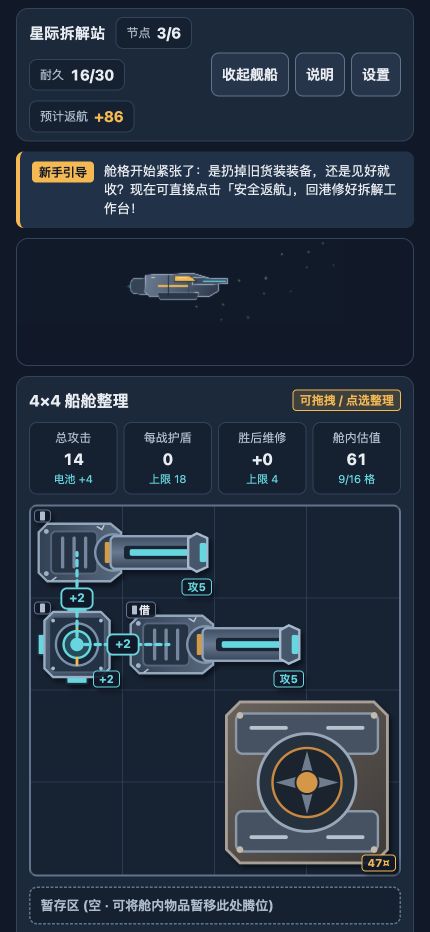 星际拆解站
节点 3/6
耐久 16/30
收起舰船
说明
设置
预计返航 +86
新手引导
舱格开始紧张了：是扔掉旧货装装备，还是见好就
收？现在可直接点击「安全返航」，回港修好拆解工
作台！
4×4 船舱整理
可拖拽 / 点选整理
总攻击
每战护盾
胜后维修
舱内估值
14
0
+0
61
电池 +4
上限 18
上限 4
9/16 格
攻5
+2
借
+2
+2
攻5
47¤
暂存区 (空 · 可将舱内物品暂移此处腾位)